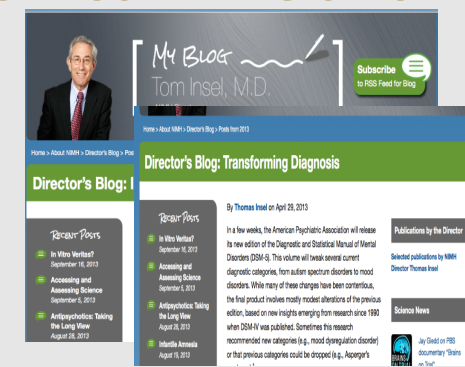 My Blog
Tom Insel, M.D.
Subscribe
to RSS Feed for Blog
Home > About NIMH > Director's Blog > Pos
Director's Blog:
Recent Posts
In Vitro Veritas?
September 16, 2013
Accessing and
Assessing Science
September 5, 2013
Antipsychotics: Taking
the Long View
August 28, 2013
Home > About NIMH > Director's Blog > Posts from 2013
Director's Blog: Transforming Diagnosis
Recent Posts
In Vitro Veritas?
September 16, 2013
Accessing and
Assessing Science
September 5, 2013
Antipsychotics: Taking
the Long View
August 28, 2013
Infantile Amnesia
August 19, 2013
By Thomas Insel on April 29, 2013
In a few weeks, the American Psychiatric Association will release
its new edition of the Diagnostic and Statistical Manual of Mental
Disorders (DSM-5). This volume will tweak several current
diagnostic categories, from autism spectrum disorders to mood
disorders. While many of these changes have been contentious,
the final product involves mostly modest alterations of the previous
edition, based on new insights emerging from research since 1990
when DSM-IV was published. Sometimes this research
recommended new categories (e.g., mood dysregulation disorder)
or that previous categories could be dropped (e.g., Asperger's
Publications by the Director
Selected publications by NIMH
Director Thomas Insel
Science News
Jay Giedd on PBS
documentary "Brains
on Trial"